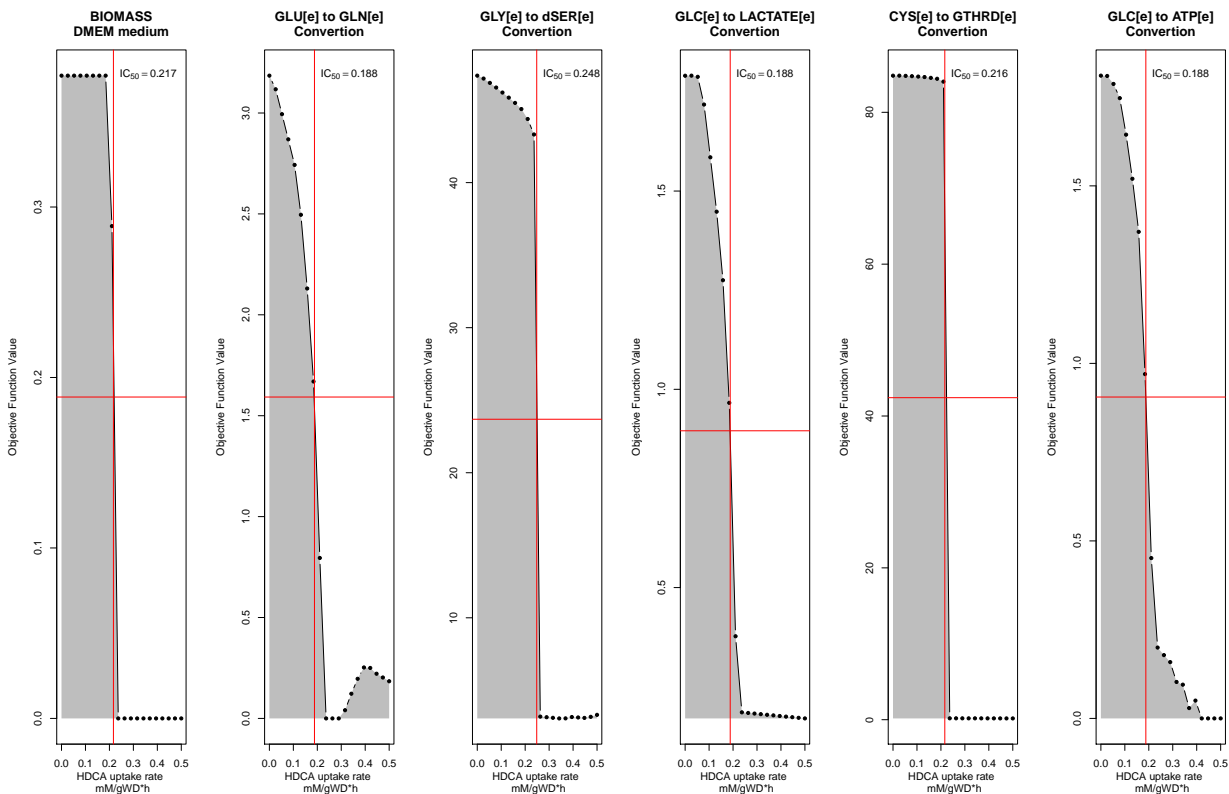 BIOMASS
DMEM medium
IC50 = 0.217
Objective Function Value
0.0
0.1
0.2
0.3
0.0 0.1 0.2 0.3 0.4 0.5
HDCA uptake rate
mM/gWD*h
GLU[e] to GLN[e]
Convertion
IC50 = 0.188
Objective Function Value
0.0
0.5
1.0
1.5
2.0
2.5
3.0
0.0 0.1 0.2 0.3 0.4 0.5
HDCA uptake rate
mM/gWD*h
GLY[e] to dSER[e]
Convertion
IC50 = 0.248
Objective Function Value
10
20
30
40
0.0 0.1 0.2 0.3 0.4 0.5
HDCA uptake rate
mM/gWD*h
GLC[e] to LACTATE[e]
Convertion
IC50 = 0.188
Objective Function Value
0.5
1.0
1.5
0.0 0.1 0.2 0.3 0.4 0.5
HDCA uptake rate
mM/gWD*h
CYS[e] to GTHRD[e]
Convertion
IC50 = 0.216
Objective Function Value
0
20
40
60
80
0.0 0.1 0.2 0.3 0.4 0.5
HDCA uptake rate
mM/gWD*h
GLC[e] to ATP[e]
Convertion
IC50 = 0.188
Objective Function Value
0.0
0.5
1.0
1.5
0.0 0.1 0.2 0.3 0.4 0.5
HDCA uptake rate
mM/gWD*h